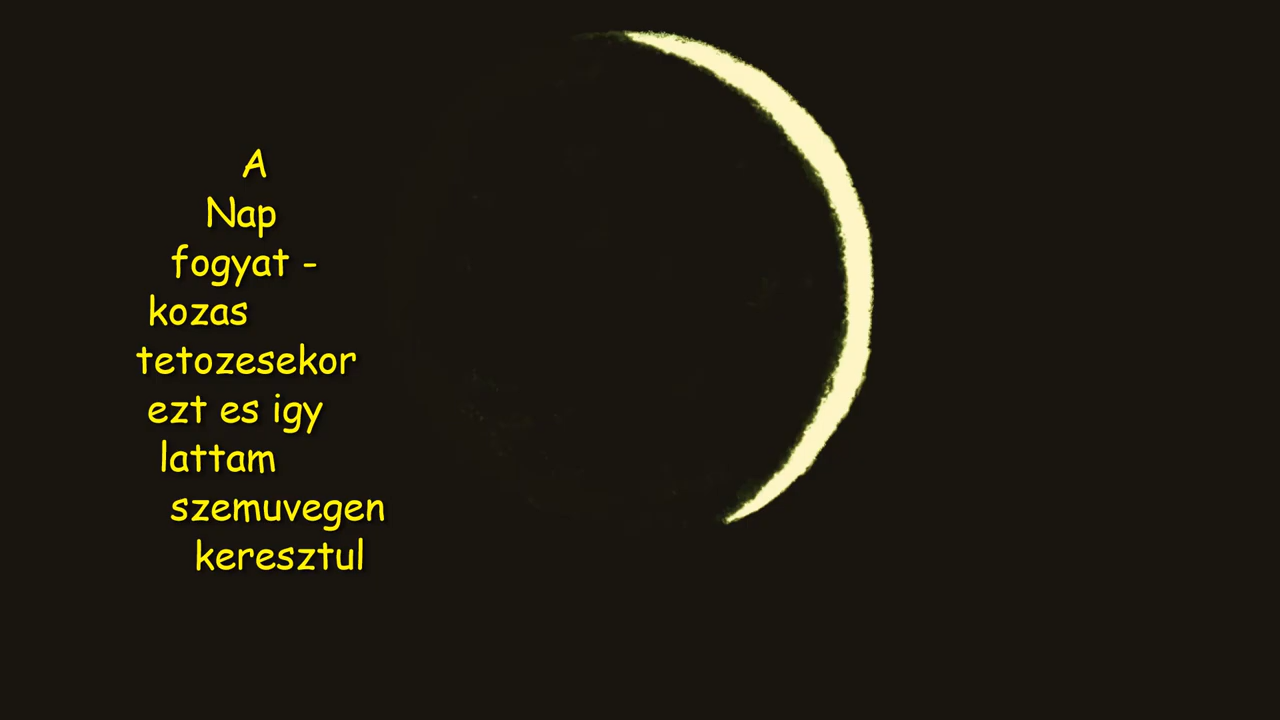 A
Nap
fogyat -
kozas
tetozesekor
ezt es igy
lattam
szemuvegen
keresztul